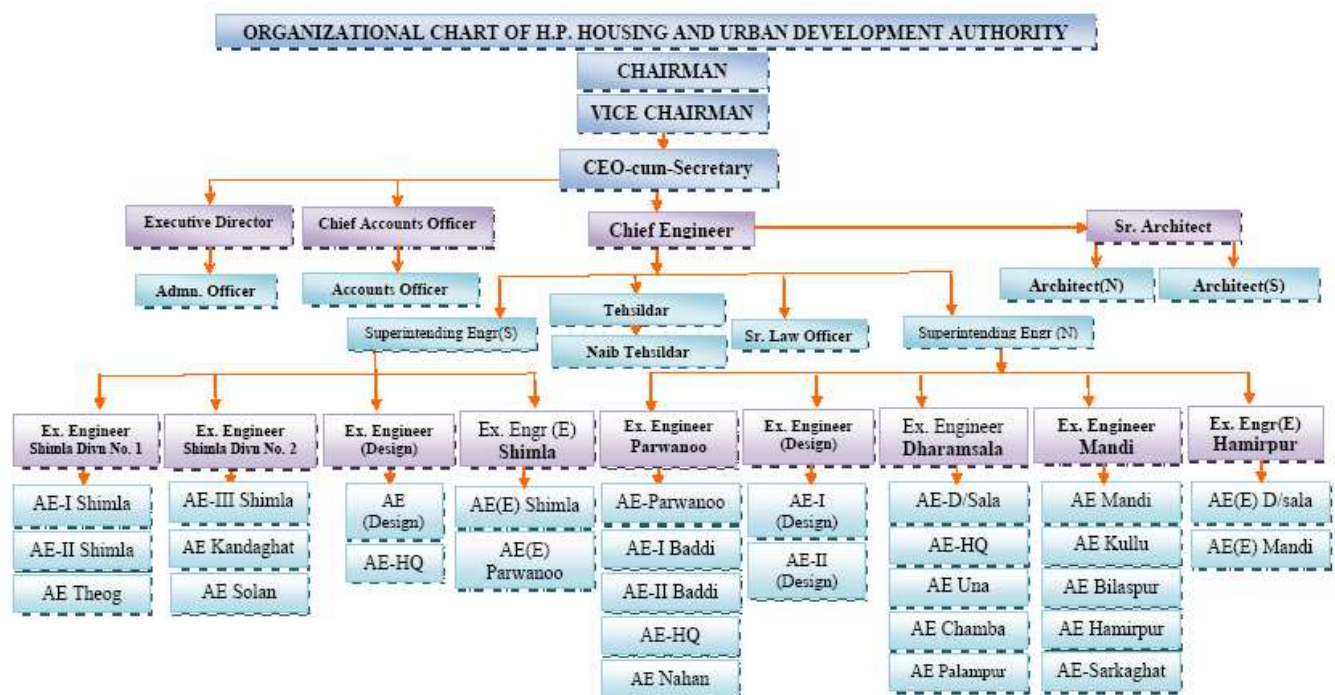 ORGANIZATIONAL CHART OF H.P. HOUSING AND URBAN DEVELOPMENT AUTHORITY
CHAIRMAN
VICE CHAIRMAN
CEO-cum-Secretary
Executive Director
Chief Accounts Officer
Chief Engineer
Sr. Architect
Admn. Officer
Accounts Officer
Architect(N)
Architect(S)
Superintending Engr(S)
Tehsildar
Naib Tehsildar
Sr. Law Officer
Superintending Engr (N)
Ex. Engineer
Shimla Divn No. 1
AE-I Shimla
AE-II Shimla
AE Theog
Ex. Engineer
Shimla Divn No. 2
AE-III Shimla
AE Kandaghat
AE Solan
Ex. Engineer
(Design)
AE
(Design)
AE-HQ
Ex. Engr (E)
Shimla
AE(E) Shimla
AE(E)
Parwanoo
Ex. Engineer
Parwanoo
AE-Parwanoo
AE-I Baddi
AE-II Baddi
AE-HQ
AE Nahan
Ex. Engineer
(Design)
AE-I
(Design)
AE-II
(Design)
Ex. Engineer
Dharamsala
AE-D/Sala
AE-HQ
AE Una
AE Chamba
AE Palampur
Ex. Engineer
Mandi
AE Mandi
AE Kullu
AE Bilaspur
AE Hamirpur
AE-Sarkaghat
Ex. Engr(E)
Hamirpur
AE(E) D/sala
AE(E) Mandi